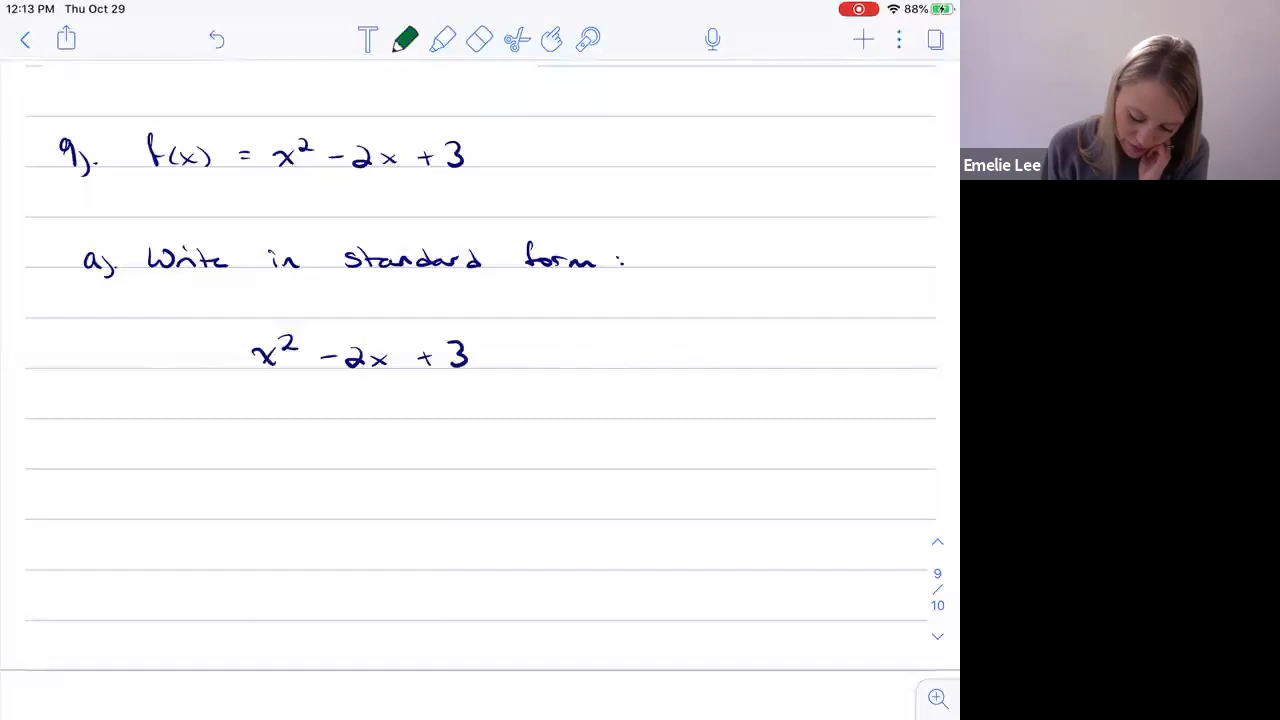 12:13 PM Thu Oct 29
88%
9). f(x) = x² - 2x + 3
a). Write in standard form :
x² - 2x + 3
Emelie Lee
9
/
10